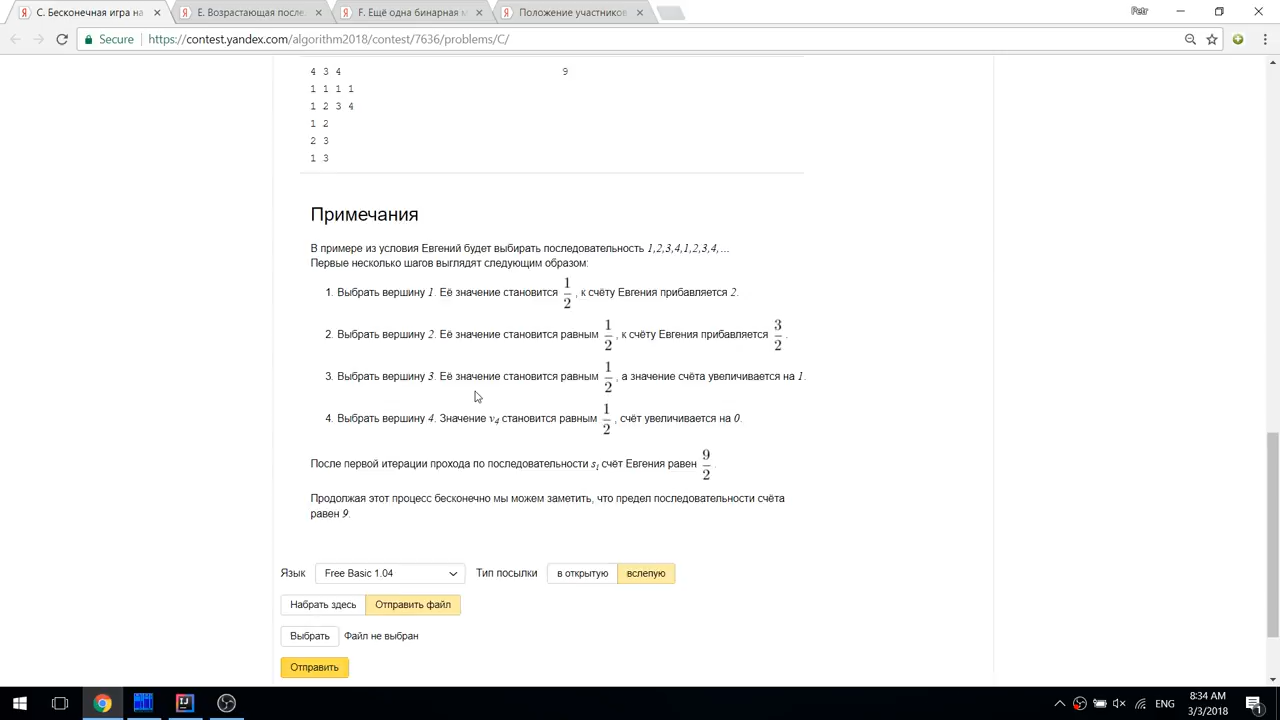 С. Бесконечная игра на
Е. Возрастающая после
F. Ещё одна бинарная м
Положение участников
Petr
Secure
https://contest.yandex.com/algorithm2018/contest/7636/problems/C/
4 3 4
9
1 1 1 1
1 2 3 4
1 2
2 3
1 3
Примечания
В примере из условия Евгений будет выбирать последовательность 1,2,3,4,1,2,3,4,...
Первые несколько шагов выглядят следующим образом:
1. Выбрать вершину 1. Её значение становится 1/2, к счёту Евгения прибавляется 2.
2. Выбрать вершину 2. Её значение становится равным 1/2, к счёту Евгения прибавляется 3/2.
3. Выбрать вершину 3. Её значение становится равным 1/2, а значение счёта увеличивается на 1.
4. Выбрать вершину 4. Значение v4 становится равным 1/2, счёт увеличивается на 0.
После первой итерации прохода по последовательности si счёт Евгения равен 9/2.
Продолжая этот процесс бесконечно мы можем заметить, что предел последовательности счёта
равен 9.
Язык
Free Basic 1.04
Тип посылки
в открытую
вслепую
Набрать здесь
Отправить файл
Выбрать
Файл не выбран
Отправить
ENG
8:34 AM
3/3/2018
1